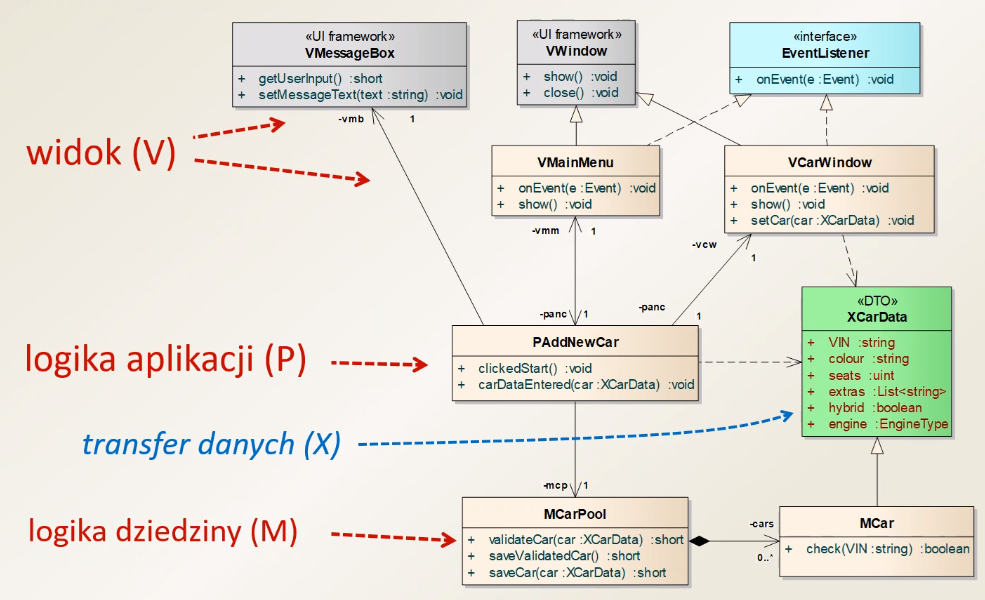 «UI framework»
VMessageBox
+ getUserInput() :short
+ setMessageText(text :string) :void
«UI framework»
VWindow
+ show() :void
+ close() :void
«interface»
EventListener
+ onEvent(e :Event) :void
-vmb 1
widok (V)
VMainMenu
+ onEvent(e :Event) :void
+ show() :void
VCarWindow
+ onEvent(e :Event) :void
+ show() :void
+ setCar(car :XCarData) :void
-vmm 1
-vcw
1
-panc 1
-panc
1
«DTO»
XCarData
+ VIN :string
+ colour :string
+ seats :uint
+ extras :List<string>
+ hybrid :boolean
+ engine :EngineType
logika aplikacji (P)
PAddNewCar
+ clickedStart() :void
+ carDataEntered(car :XCarData) :void
transfer danych (X)
-mcp 1
logika dziedziny (M)
MCarPool
+ validateCar(car :XCarData) :short
+ saveValidatedCar() :short
+ saveCar(car :XCarData) :short
-cars
0..*
MCar
+ check(VIN :string) :boolean